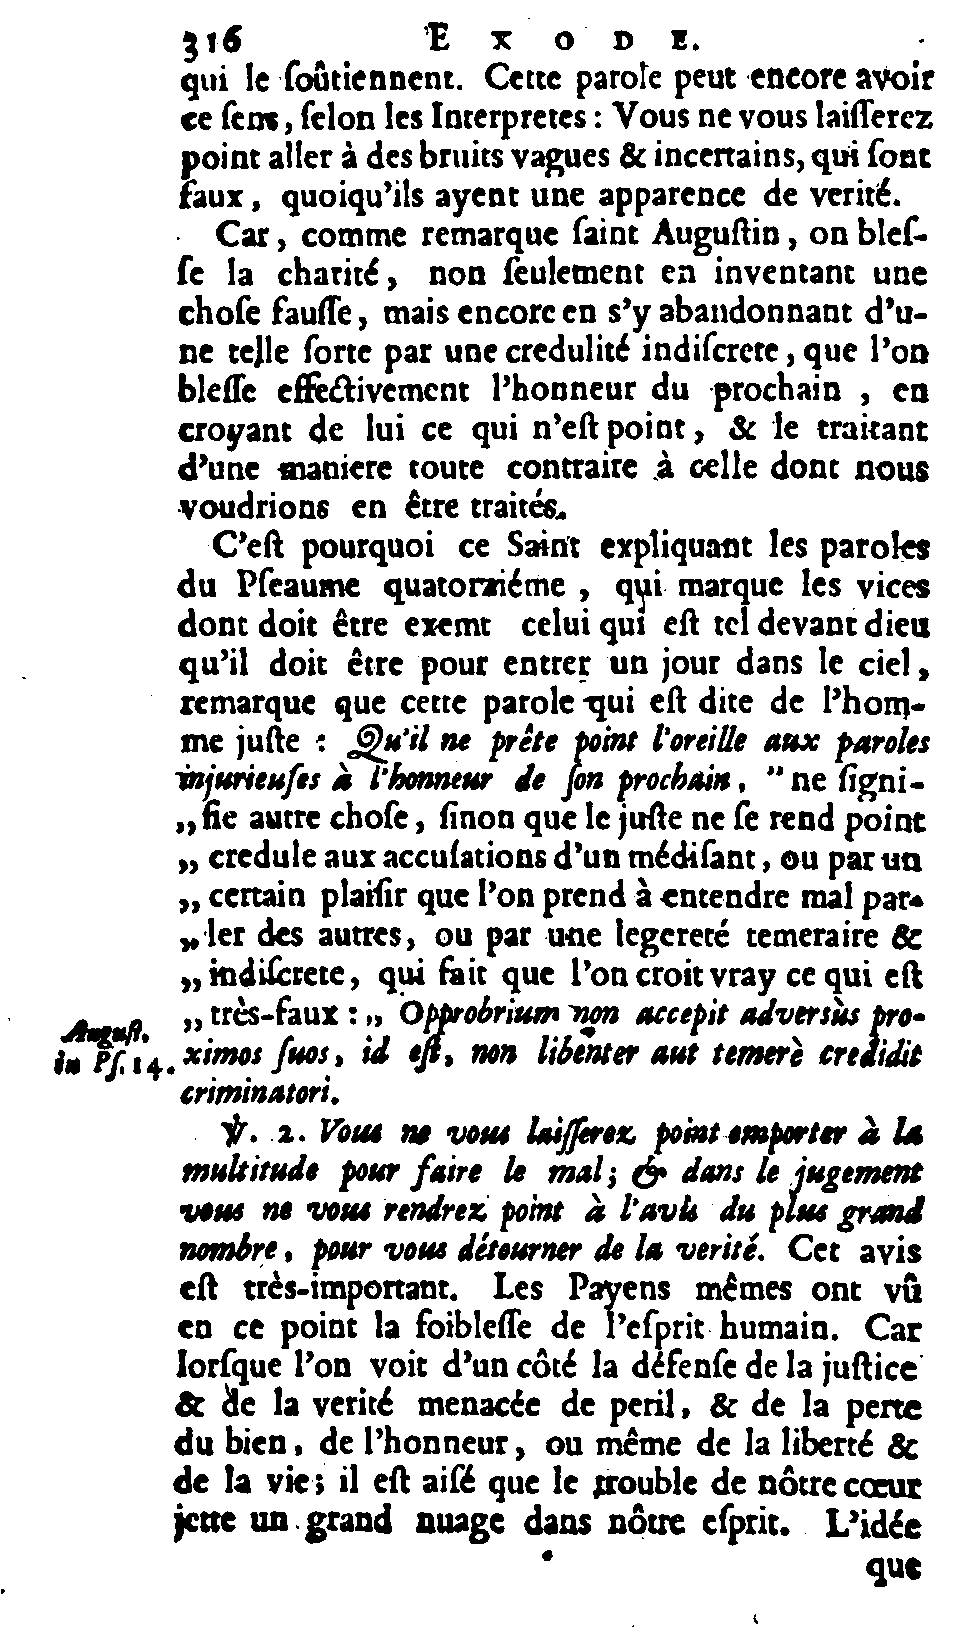 316 EXODE.
qui le ſoûtiennent. Cette parole peut encore avoir
ce ſens, ſelon les Interpretes : Vous ne vous laiſſerez
point aller à des bruits vagues & incertains, qui ſont
faux, quoiqu'ils ayent une apparence de verité.
Car, comme remarque ſaint Auguſtin, on bleſ-
ſe la charité, non ſeulement en inventant une
choſe fauſſe, mais encore en s'y abandonnant d'u-
ne telle ſorte par une credulité indiſcrete, que l'on
bleſſe effectivement l'honneur du prochain, en
croyant de lui ce qui n'eſt point, & le traitant
d'une maniere toute contraire à celle dont nous
voudrions en être traités.
C'eſt pourquoi ce Saint expliquant les paroles
du Pſeaume quatorziéme, qui marque les vices
dont doit être exemt celui qui eſt tel devant dieu
qu'il doit être pour entrer un jour dans le ciel,
remarque que cette parole qui eſt dite de l'hom-
me juſte : Qu'il ne prête point l'oreille aux paroles
injurieuſes à l'honneur de ſon prochain, " ne ſigni-
„ fie autre choſe, ſinon que le juſte ne ſe rend point
„ credule aux accuſations d'un médiſant, ou par un
„ certain plaiſir que l'on prend à entendre mal par-
„ ler des autres, ou par une legereté temeraire &
„ indiſcrete, qui fait que l'on croit vray ce qui eſt
„ très-faux : „ Opprobrium non accepit adversùs pro-
Auguſt.
in Pſ. 14.
ximos ſuos, id eſt, non libenter aut temerè credidit
criminatori.
℣. 2. Vous ne vous laiſſerez point emporter à la
multitude pour faire le mal; & dans le jugement
vous ne vous rendrez point à l'avis du plus grand
nombre, pour vous détourner de la verité. Cet avis
eſt très-important. Les Payens mêmes ont vû
en ce point la foibleſſe de l'eſprit humain. Car
lorſque l'on voit d'un côté la défenſe de la juſtice
& de la verité menacée de peril, & de la perte
du bien, de l'honneur, ou même de la liberté &
de la vie; il eſt aiſé que le trouble de nôtre cœur
jette un grand nuage dans nôtre eſprit. L'idée
que